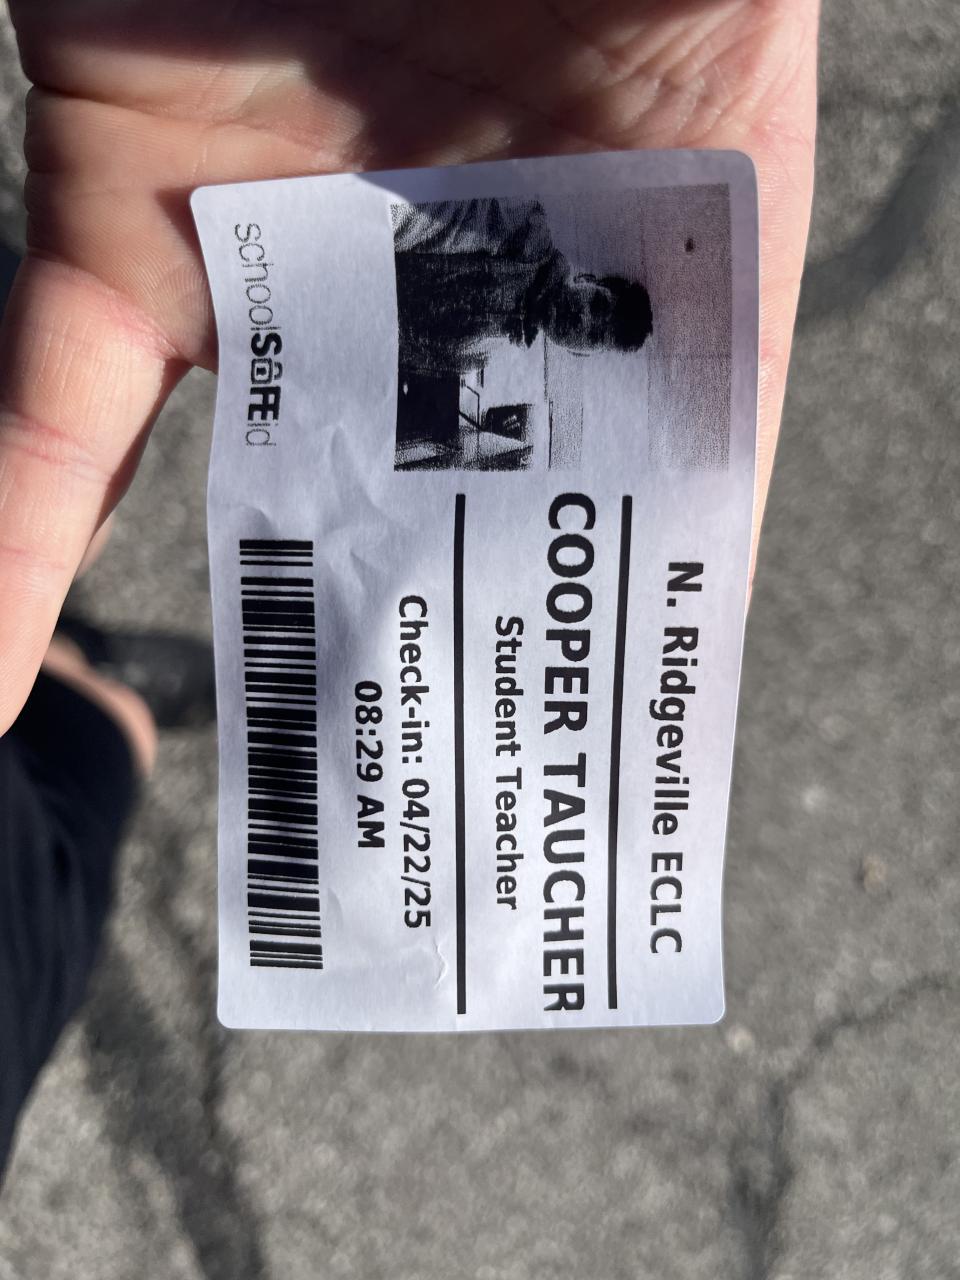 N. Ridgeville ECLC
COOPER TAUCHER
Student Teacher
Check-in: 04/22/25
08:29 AM
schoolSAFEid